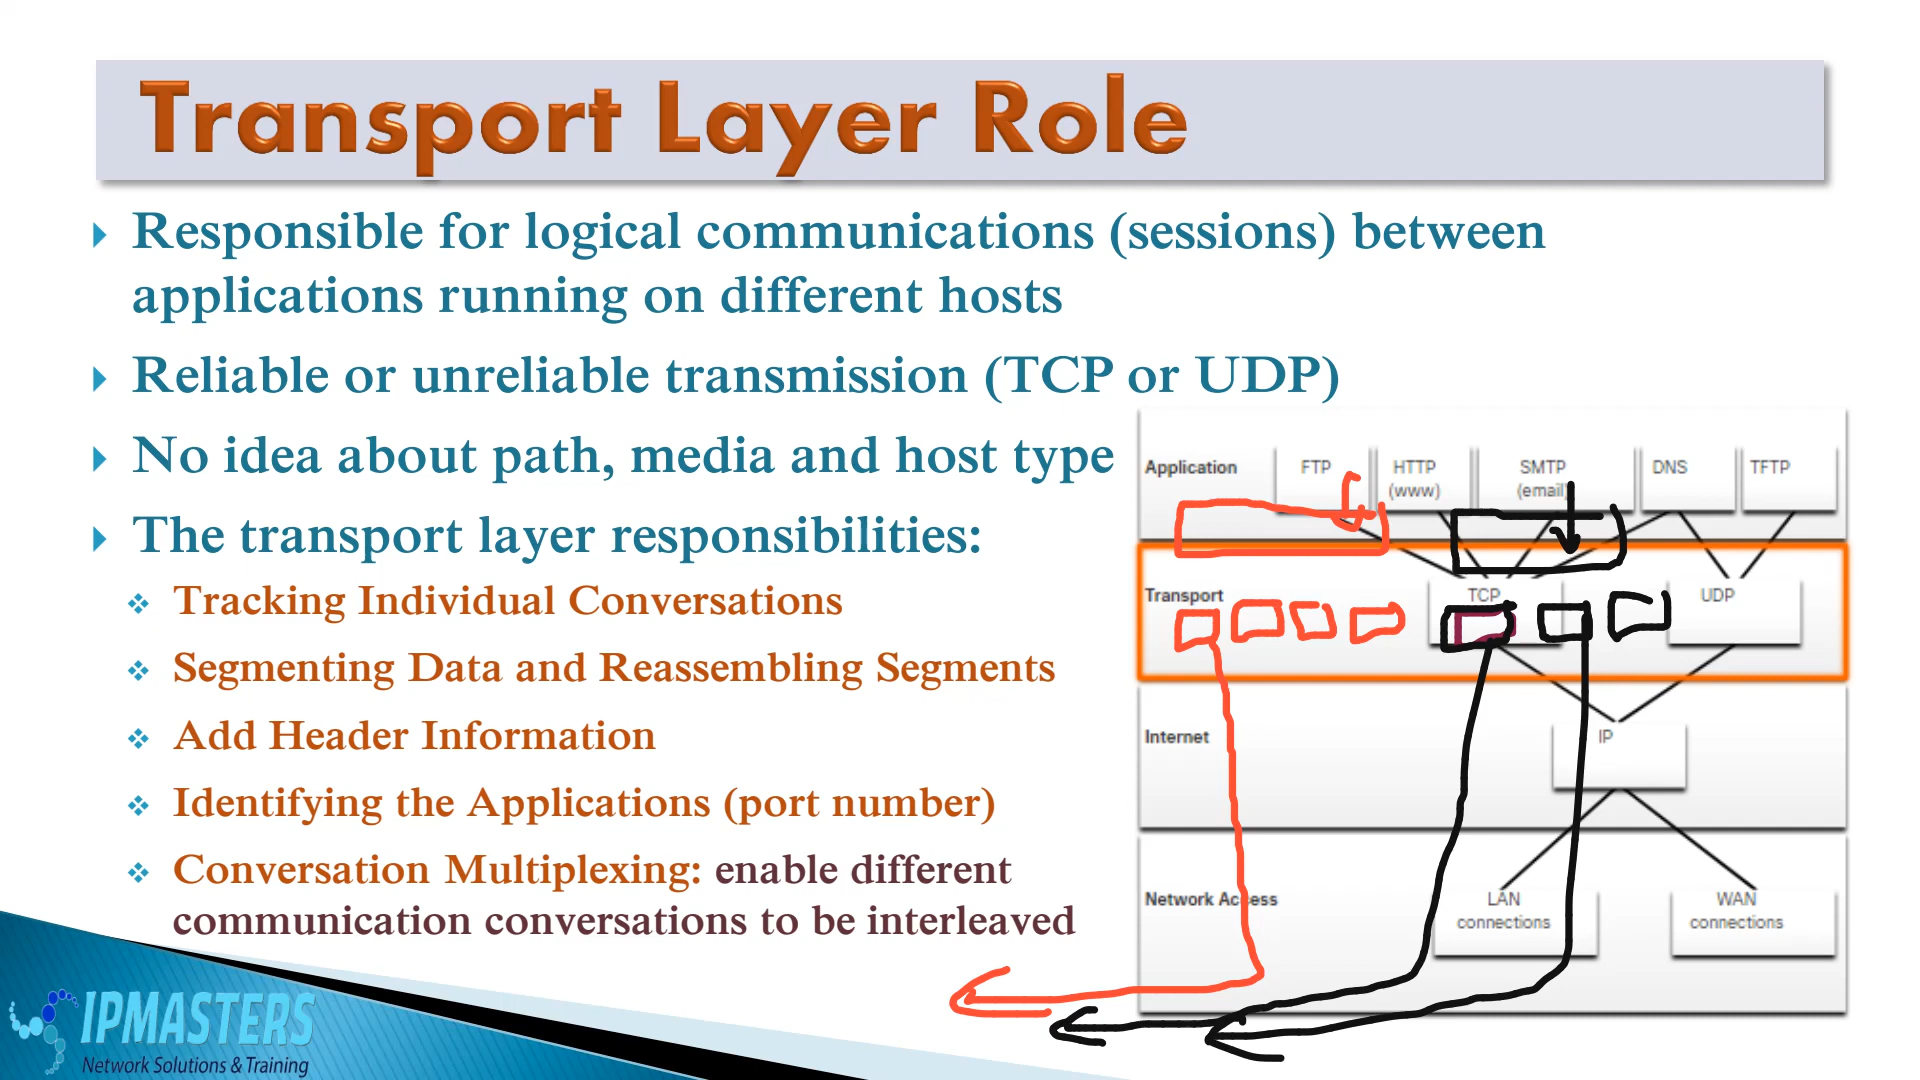 Transport Layer Role
Responsible for logical communications (sessions) between
applications running on different hosts
Reliable or unreliable transmission (TCP or UDP)
No idea about path, media and host type
The transport layer responsibilities:
Tracking Individual Conversations
Segmenting Data and Reassembling Segments
Add Header Information
Identifying the Applications (port number)
Conversation Multiplexing: enable different
communication conversations to be interleaved
Application
FTP
HTTP
(www)
SMTP
(email)
DNS
TFTP
Transport
TCP
UDP
Internet
IP
Network Access
LAN
connections
WAN
connections
IPMASTERS
Network Solutions & Training